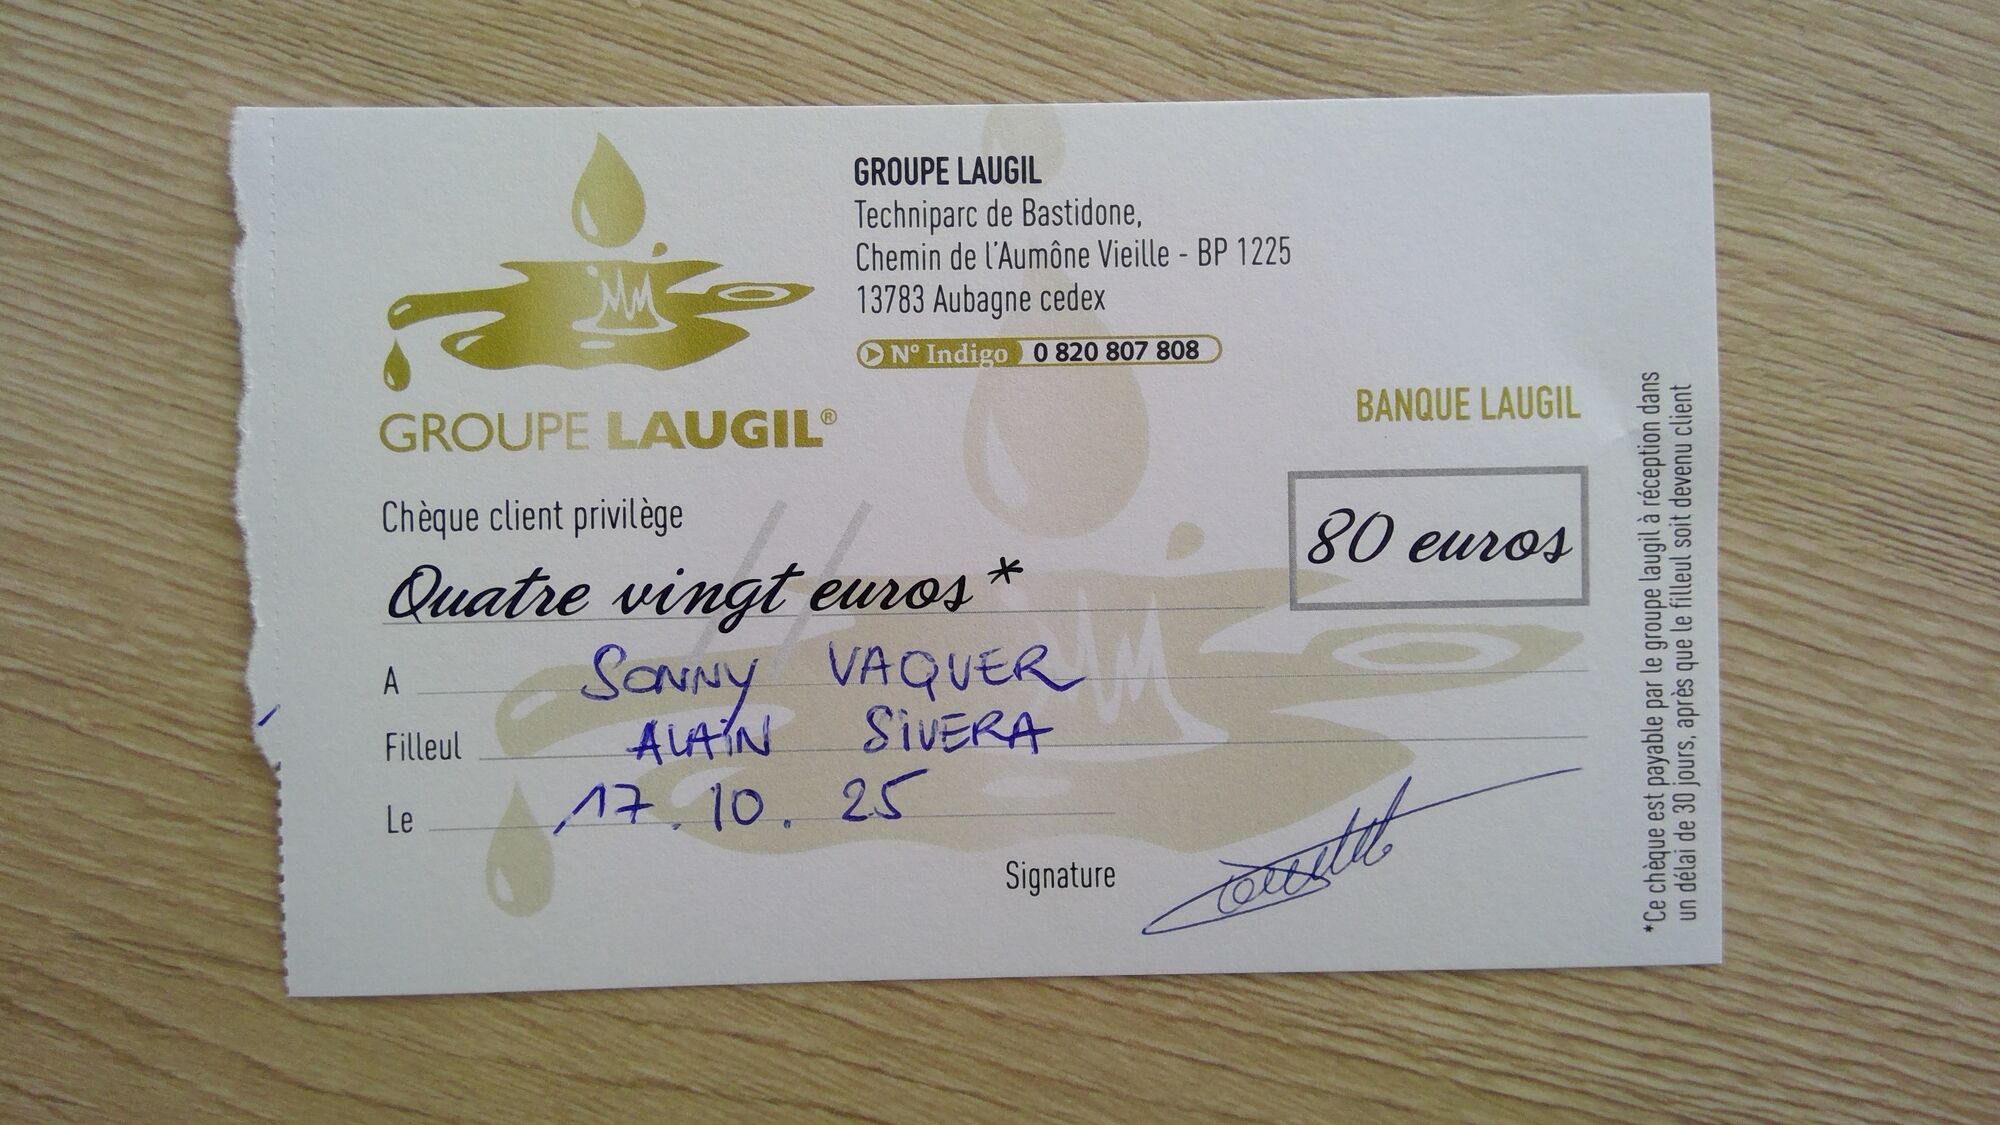 GROUPE LAUGIL
Techniparc de Bastidone,
Chemin de l'Aumône Vieille - BP 1225
13783 Aubagne cedex
N° Indigo 0 820 807 808
GROUPE LAUGIL®
BANQUE LAUGIL
Chèque client privilège
80 euros
Quatre vingt euros*
A SONNY VAQUER
Filleul ALAIN SIVERA
Le 17.10.25
Signature
*Ce chèque est payable par le groupe laugil à réception dans
un délai de 30 jours, après que le filleul soit devenu client